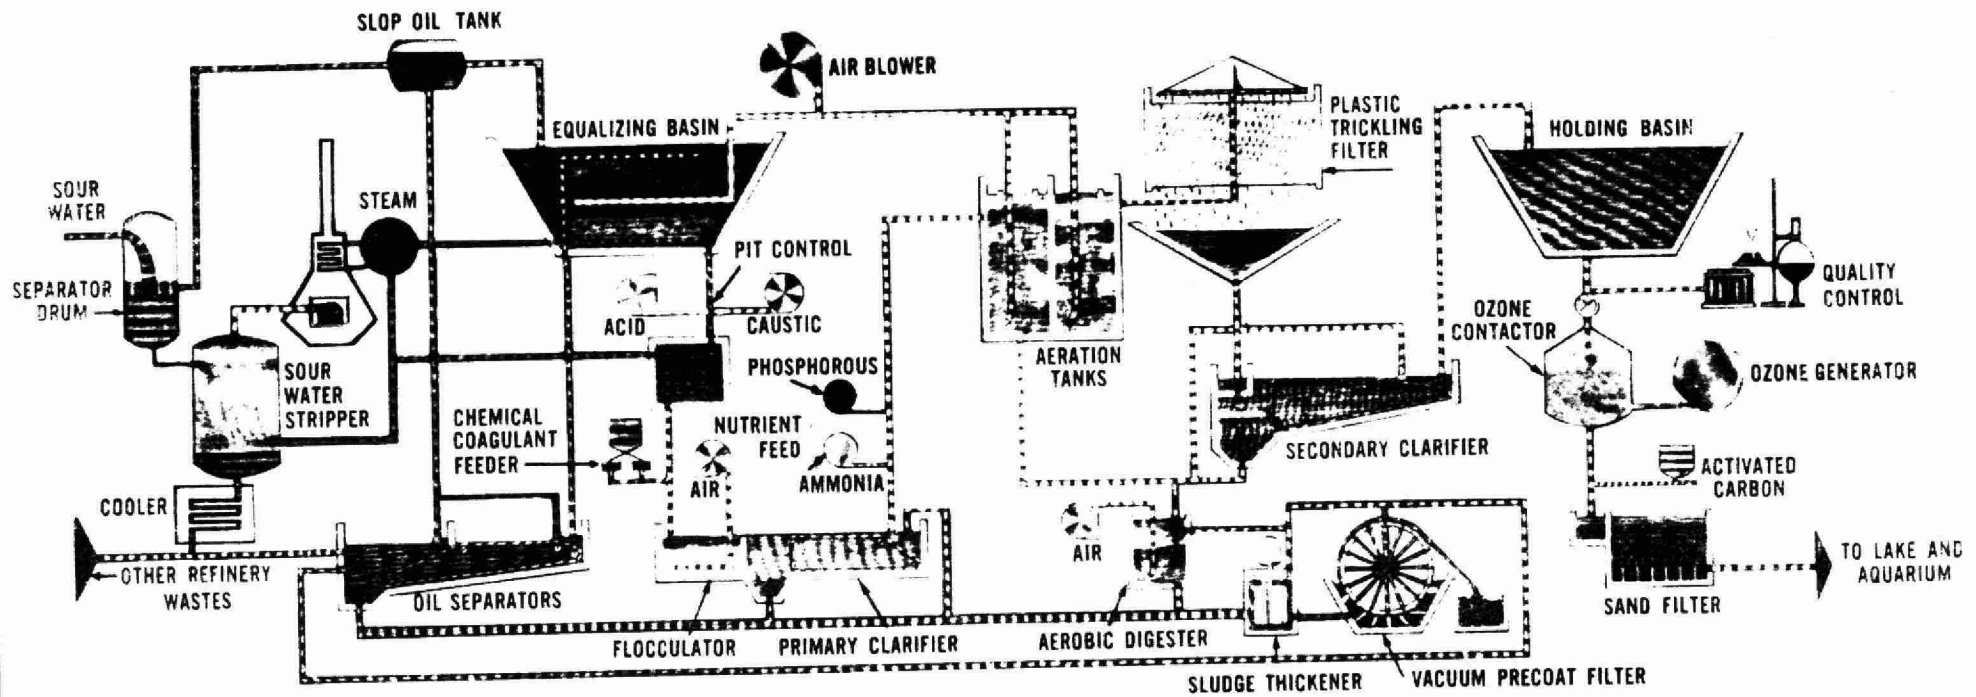 SLOP OIL TANK
AIR BLOWER
EQUALIZING BASIN
PLASTIC
TRICKLING
FILTER
HOLDING BASIN
SOUR
WATER
STEAM
SEPARATOR
DRUM
PIT CONTROL
ACID
CAUSTIC
QUALITY
CONTROL
OZONE
CONTACTOR
AERATION
TANKS
PHOSPHOROUS
OZONE GENERATOR
SOUR
WATER
STRIPPER
CHEMICAL
COAGULANT
FEEDER
NUTRIENT
FEED
AIR
AMMONIA
SECONDARY CLARIFIER
ACTIVATED
CARBON
COOLER
AIR
OTHER REFINERY
WASTES
OIL SEPARATORS
TO LAKE AND
AQUARIUM
SAND FILTER
FLOCCULATOR
PRIMARY CLARIFIER
AEROBIC DIGESTER
SLUDGE THICKENER
VACUUM PRECOAT FILTER